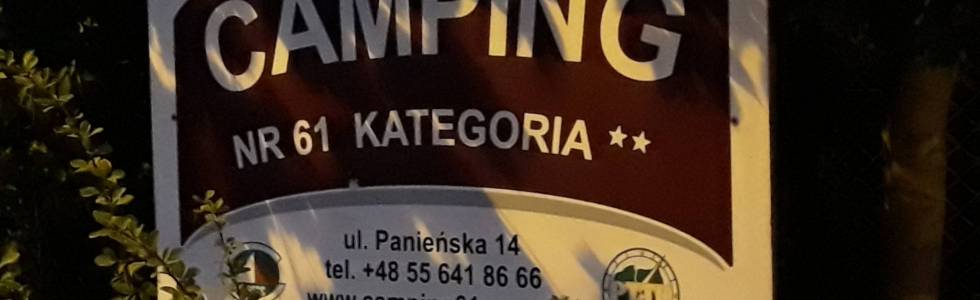 CAMPING
NR 61 KATEGORIA **
ul. Panieńska 14
tel. +48 55 641 86 66